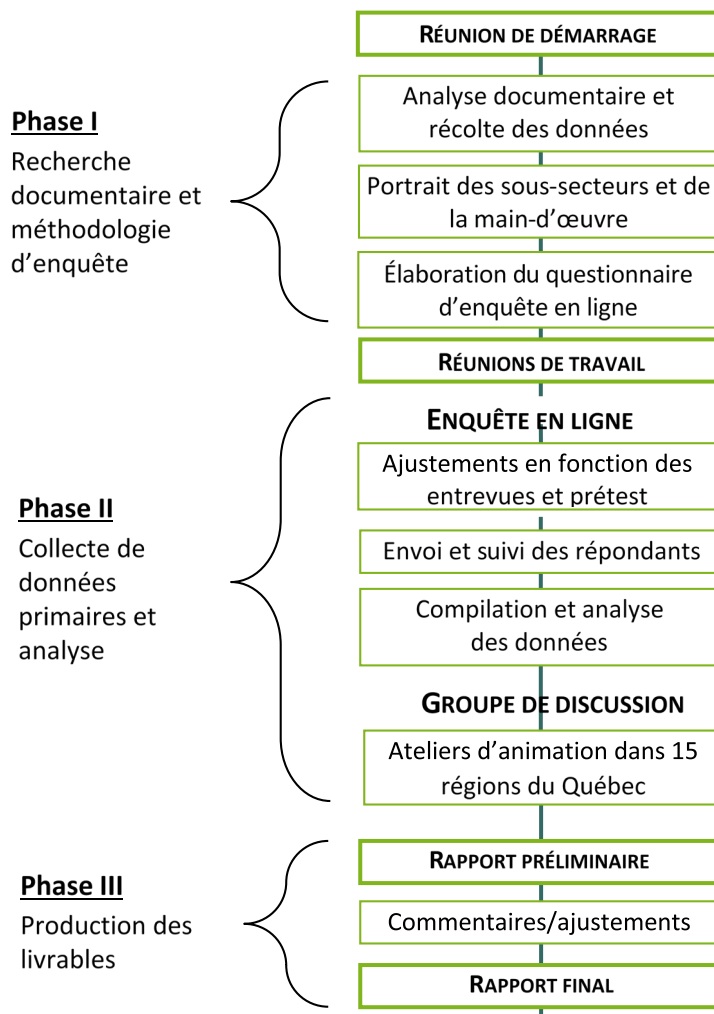 RÉUNION DE DÉMARRAGE
Phase I
Recherche
documentaire et
méthodologie
d’enquête
Analyse documentaire et
récolte des données
Portrait des sous-secteurs et de
la main-d’œuvre
Élaboration du questionnaire
d’enquête en ligne
RÉUNIONS DE TRAVAIL
Phase II
Collecte de
données
primaires et
analyse
ENQUÊTE EN LIGNE
Ajustements en fonction des
entrevues et prétest
Envoi et suivi des répondants
Compilation et analyse
des données
GROUPE DE DISCUSSION
Ateliers d’animation dans 15
régions du Québec
Phase III
Production des
livrables
RAPPORT PRÉLIMINAIRE
Commentaires/ajustements
RAPPORT FINAL